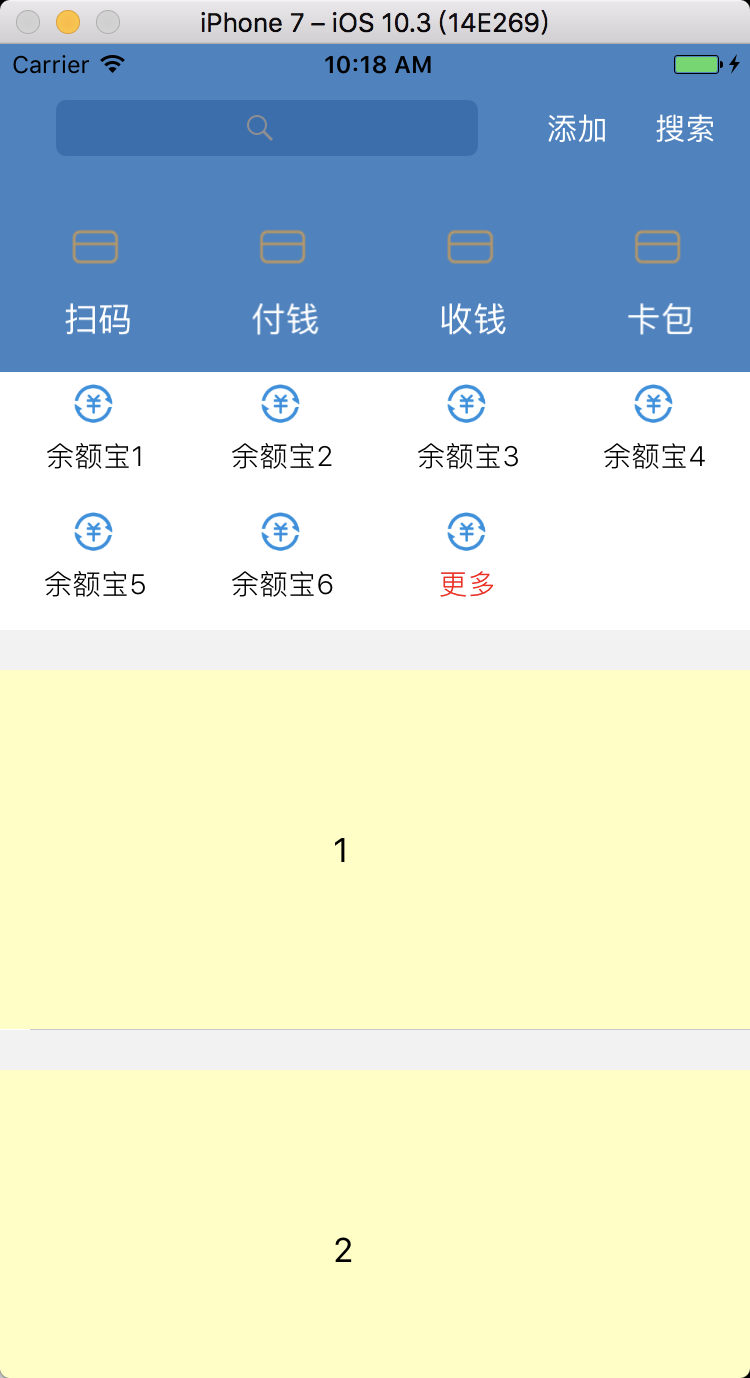 iPhone 7 – iOS 10.3 (14E269)
Carrier 10:18 AM
添加 搜索
扫码 付钱 收钱 卡包
余额宝1 余额宝2 余额宝3 余额宝4
余额宝5 余额宝6 更多
1
2